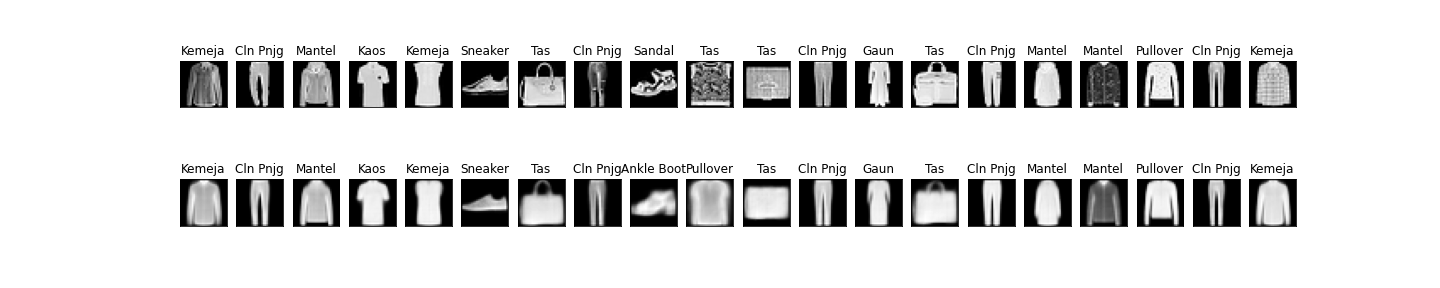 Kemeja Cln Pnjg Mantel Kaos Kemeja Sneaker Tas Cln Pnjg Sandal Tas Tas Cln Pnjg Gaun Tas Cln Pnjg Mantel Mantel Pullover Cln Pnjg Kemeja
Kemeja Cln Pnjg Mantel Kaos Kemeja Sneaker Tas Cln Pnjg Ankle Boot Pullover Tas Cln Pnjg Gaun Tas Cln Pnjg Mantel Mantel Pullover Cln Pnjg Kemeja